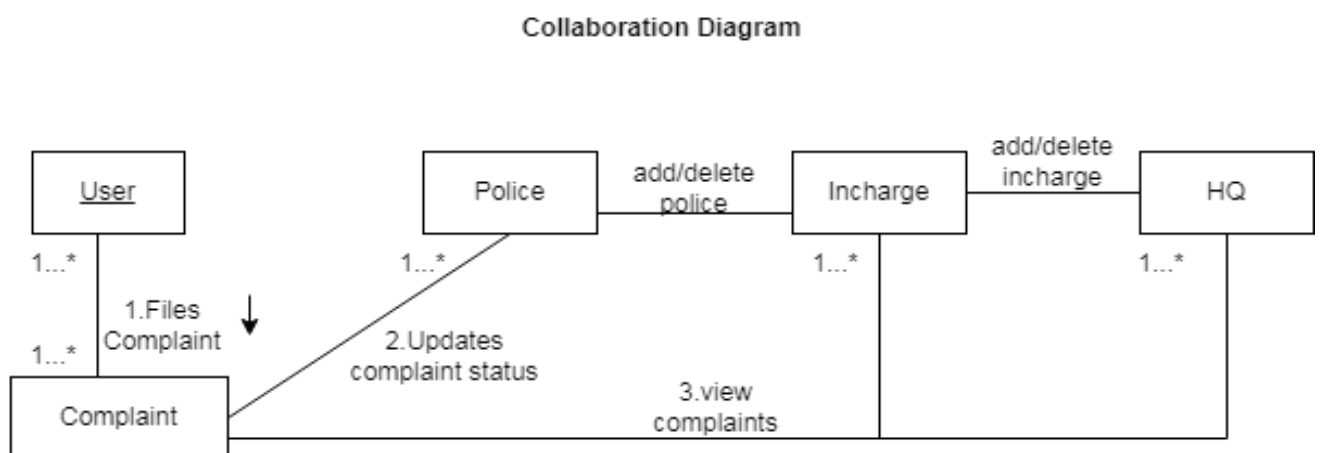 Collaboration Diagram
add/delete
incharge
add/delete
police
User
Police
Incharge
HQ
1...*
1...*
1...*
1...*
1.Files
Complaint
2.Updates
complaint status
1...*
3.view
complaints
Complaint